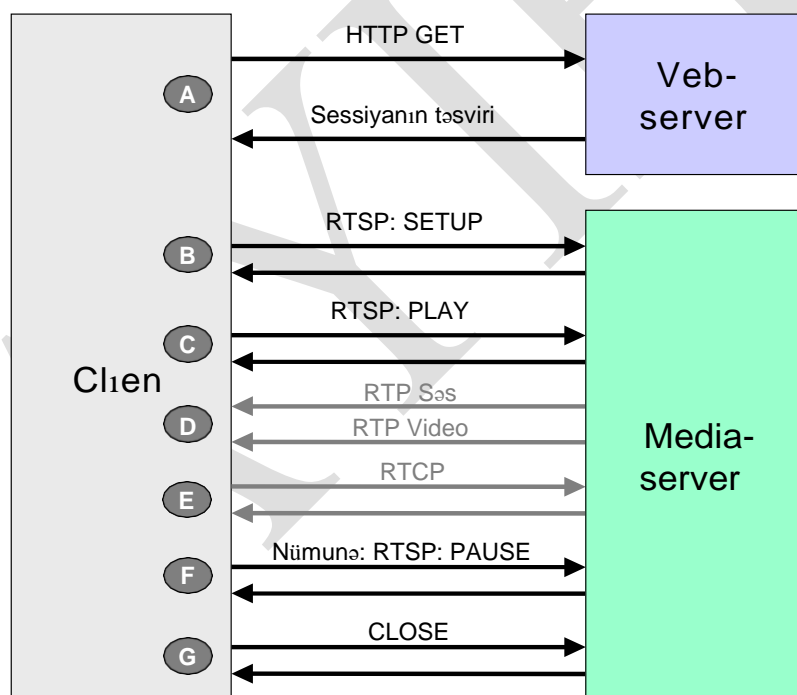 HTTP GET
A
Sessiyanın təsviri
Veb-
server
RTSP: SETUP
B
RTSP: PLAY
C
Clıen
RTP Səs
D
RTP Video
Media-
server
RTCP
E
Nümunə: RTSP: PAUSE
F
CLOSE
G